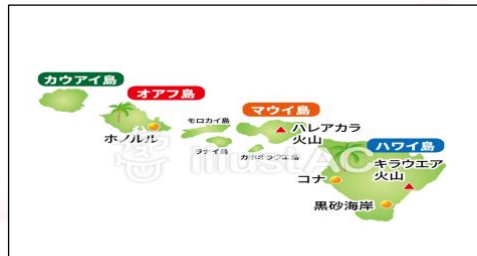 カウアイ島
オアフ島
ホノルル
モロカイ島
ラナイ島
カホオラウエ島
マウイ島
ハレアカラ
火山
ハワイ島
キラウエア
火山
コナ
黒砂海岸
illustAC